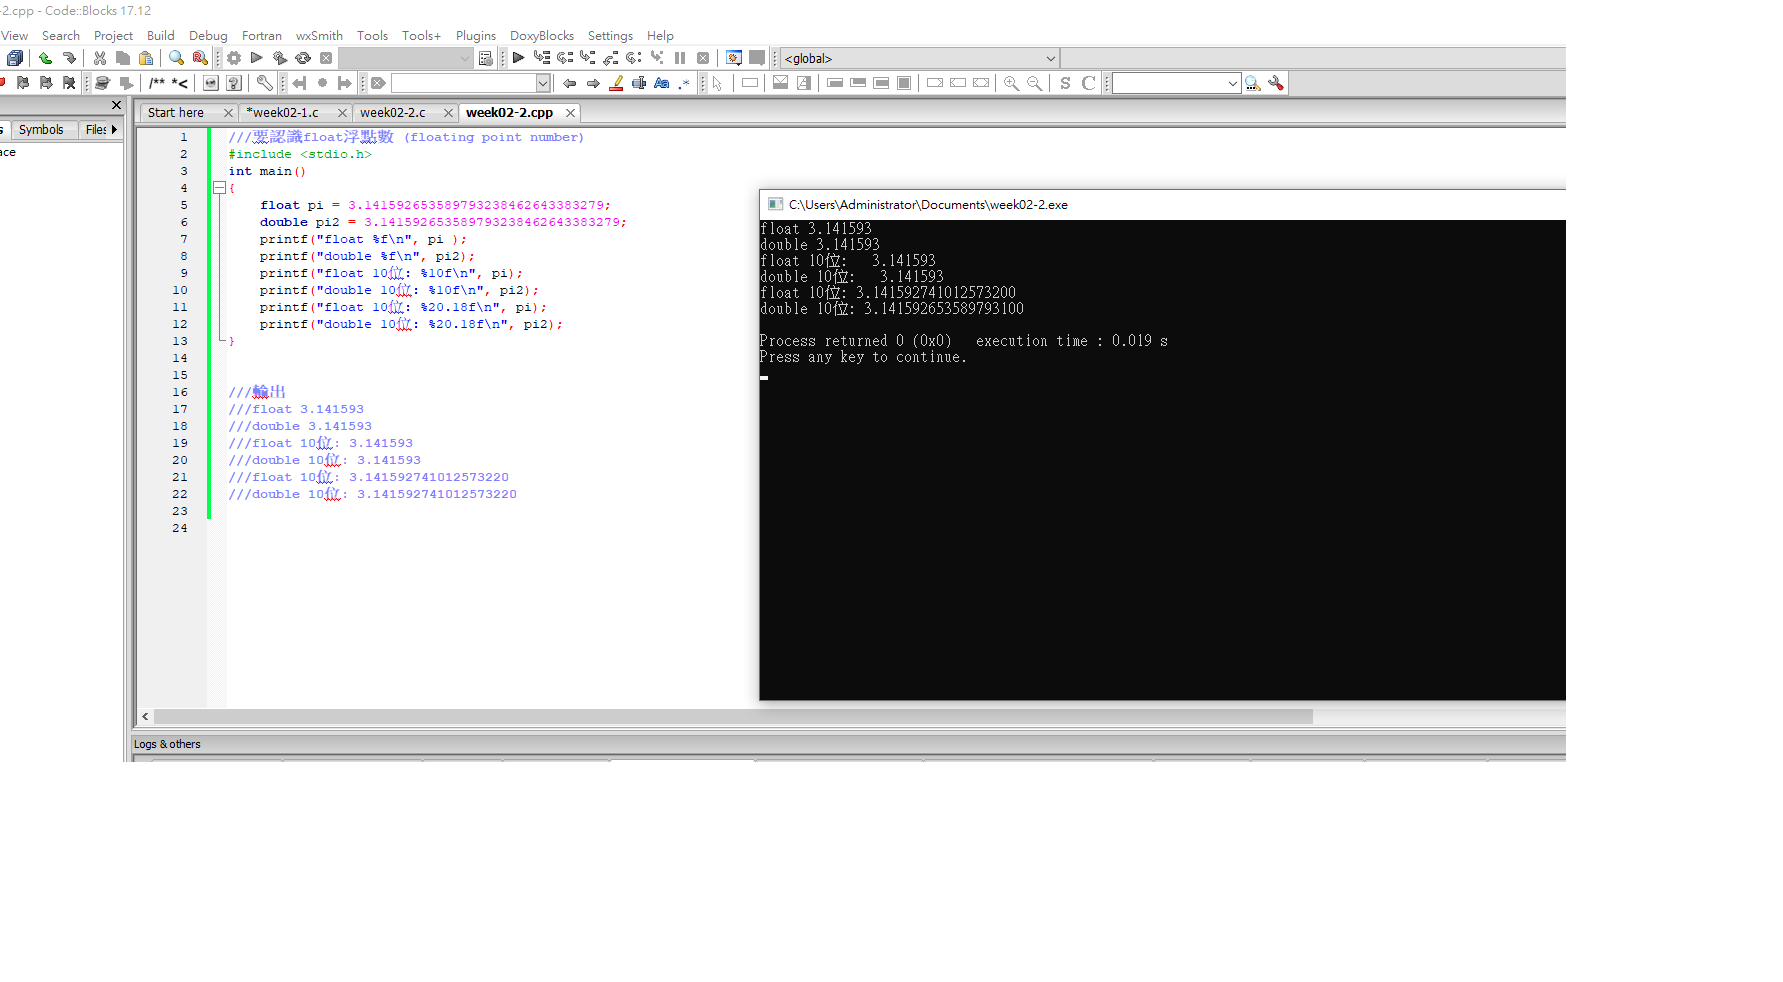 -2.cpp - Code::Blocks 17.12
View Search Project Build Debug Fortran wxSmith Tools Tools+ Plugins DoxyBlocks Settings Help
<global>
/** *< Aa .* S C
Symbols Files
ace
Start here *week02-1.c week02-2.c week02-2.cpp
1 ///要認識float浮點數 (floating point number)
2 #include <stdio.h>
3 int main()
4 {
5 float pi = 3.141592653589793238462643383279;
6 double pi2 = 3.141592653589793238462643383279;
7 printf("float %f\n", pi );
8 printf("double %f\n", pi2);
9 printf("float 10位: %10f\n", pi);
10 printf("double 10位: %10f\n", pi2);
11 printf("float 10位: %20.18f\n", pi);
12 printf("double 10位: %20.18f\n", pi2);
13 }
14
15
16 ///輸出
17 ///float 3.141593
18 ///double 3.141593
19 ///float 10位: 3.141593
20 ///double 10位: 3.141593
21 ///float 10位: 3.141592741012573220
22 ///double 10位: 3.141592741012573220
23
24
C:\Users\Administrator\Documents\week02-2.exe
float 3.141593
double 3.141593
float 10位:   3.141593
double 10位:   3.141593
float 10位: 3.141592741012573200
double 10位: 3.141592653589793100
Process returned 0 (0x0)   execution time : 0.019 s
Press any key to continue.
Logs & others